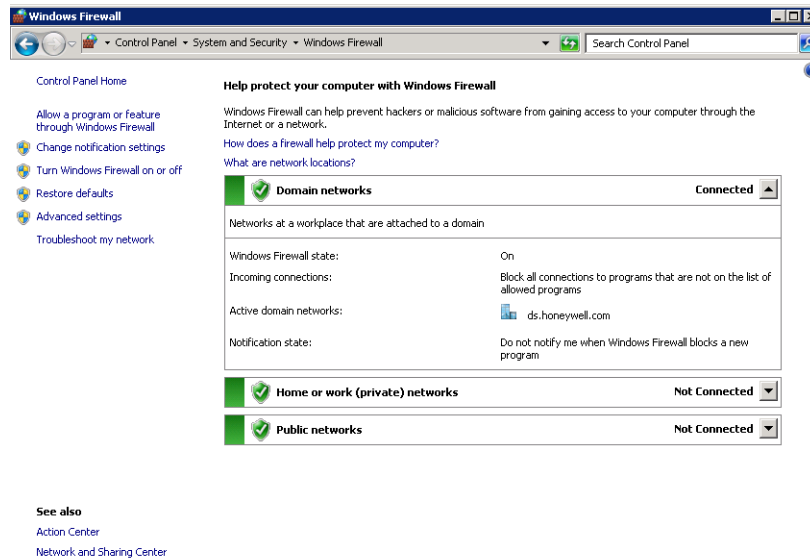 Windows Firewall
Control Panel
System and Security
Windows Firewall
Search Control Panel
Control Panel Home
Allow a program or feature
through Windows Firewall
Change notification settings
Turn Windows Firewall on or off
Restore defaults
Advanced settings
Troubleshoot my network
Help protect your computer with Windows Firewall
Windows Firewall can help prevent hackers or malicious software from gaining access to your computer through the
Internet or a network.
How does a firewall help protect my computer?
What are network locations?
Domain networks Connected
Networks at a workplace that are attached to a domain
Windows Firewall state: On
Incoming connections: Block all connections to programs that are not on the list of
allowed programs
Active domain networks: ds.honeywell.com
Notification state: Do not notify me when Windows Firewall blocks a new
program
Home or work (private) networks Not Connected
Public networks Not Connected
See also
Action Center
Network and Sharing Center